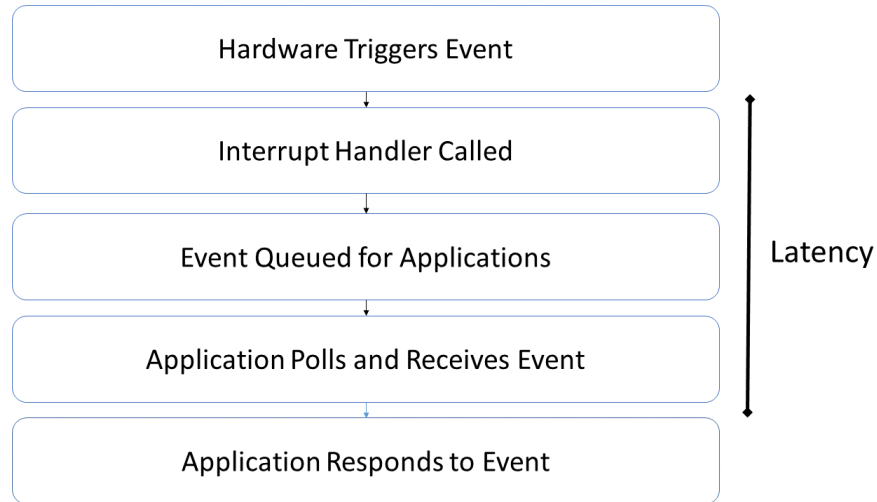 Hardware Triggers Event
Interrupt Handler Called
Event Queued for Applications
Latency
Application Polls and Receives Event
Application Responds to Event